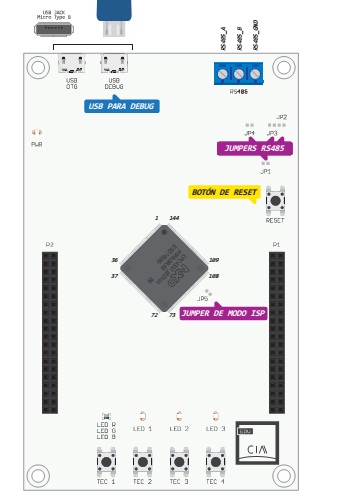 USB JACK
Micro Type B
RS485_A
RS485_B
RS485_GND
USB
OTG
USB
DEBUG
RS485
USB PARA DEBUG
JP2
JP4
JP3
PWR
JUMPERS RS485
JP1
BOTÓN DE RESET
RESET
1
144
P2
P1
36
109
37
108
NXP
JP5
72
73
JUMPER DE MODO ISP
LED R
LED G
LED B
LED 1
LED 2
LED 3
EDU
CIAA
TEC 1
TEC 2
TEC 3
TEC 4